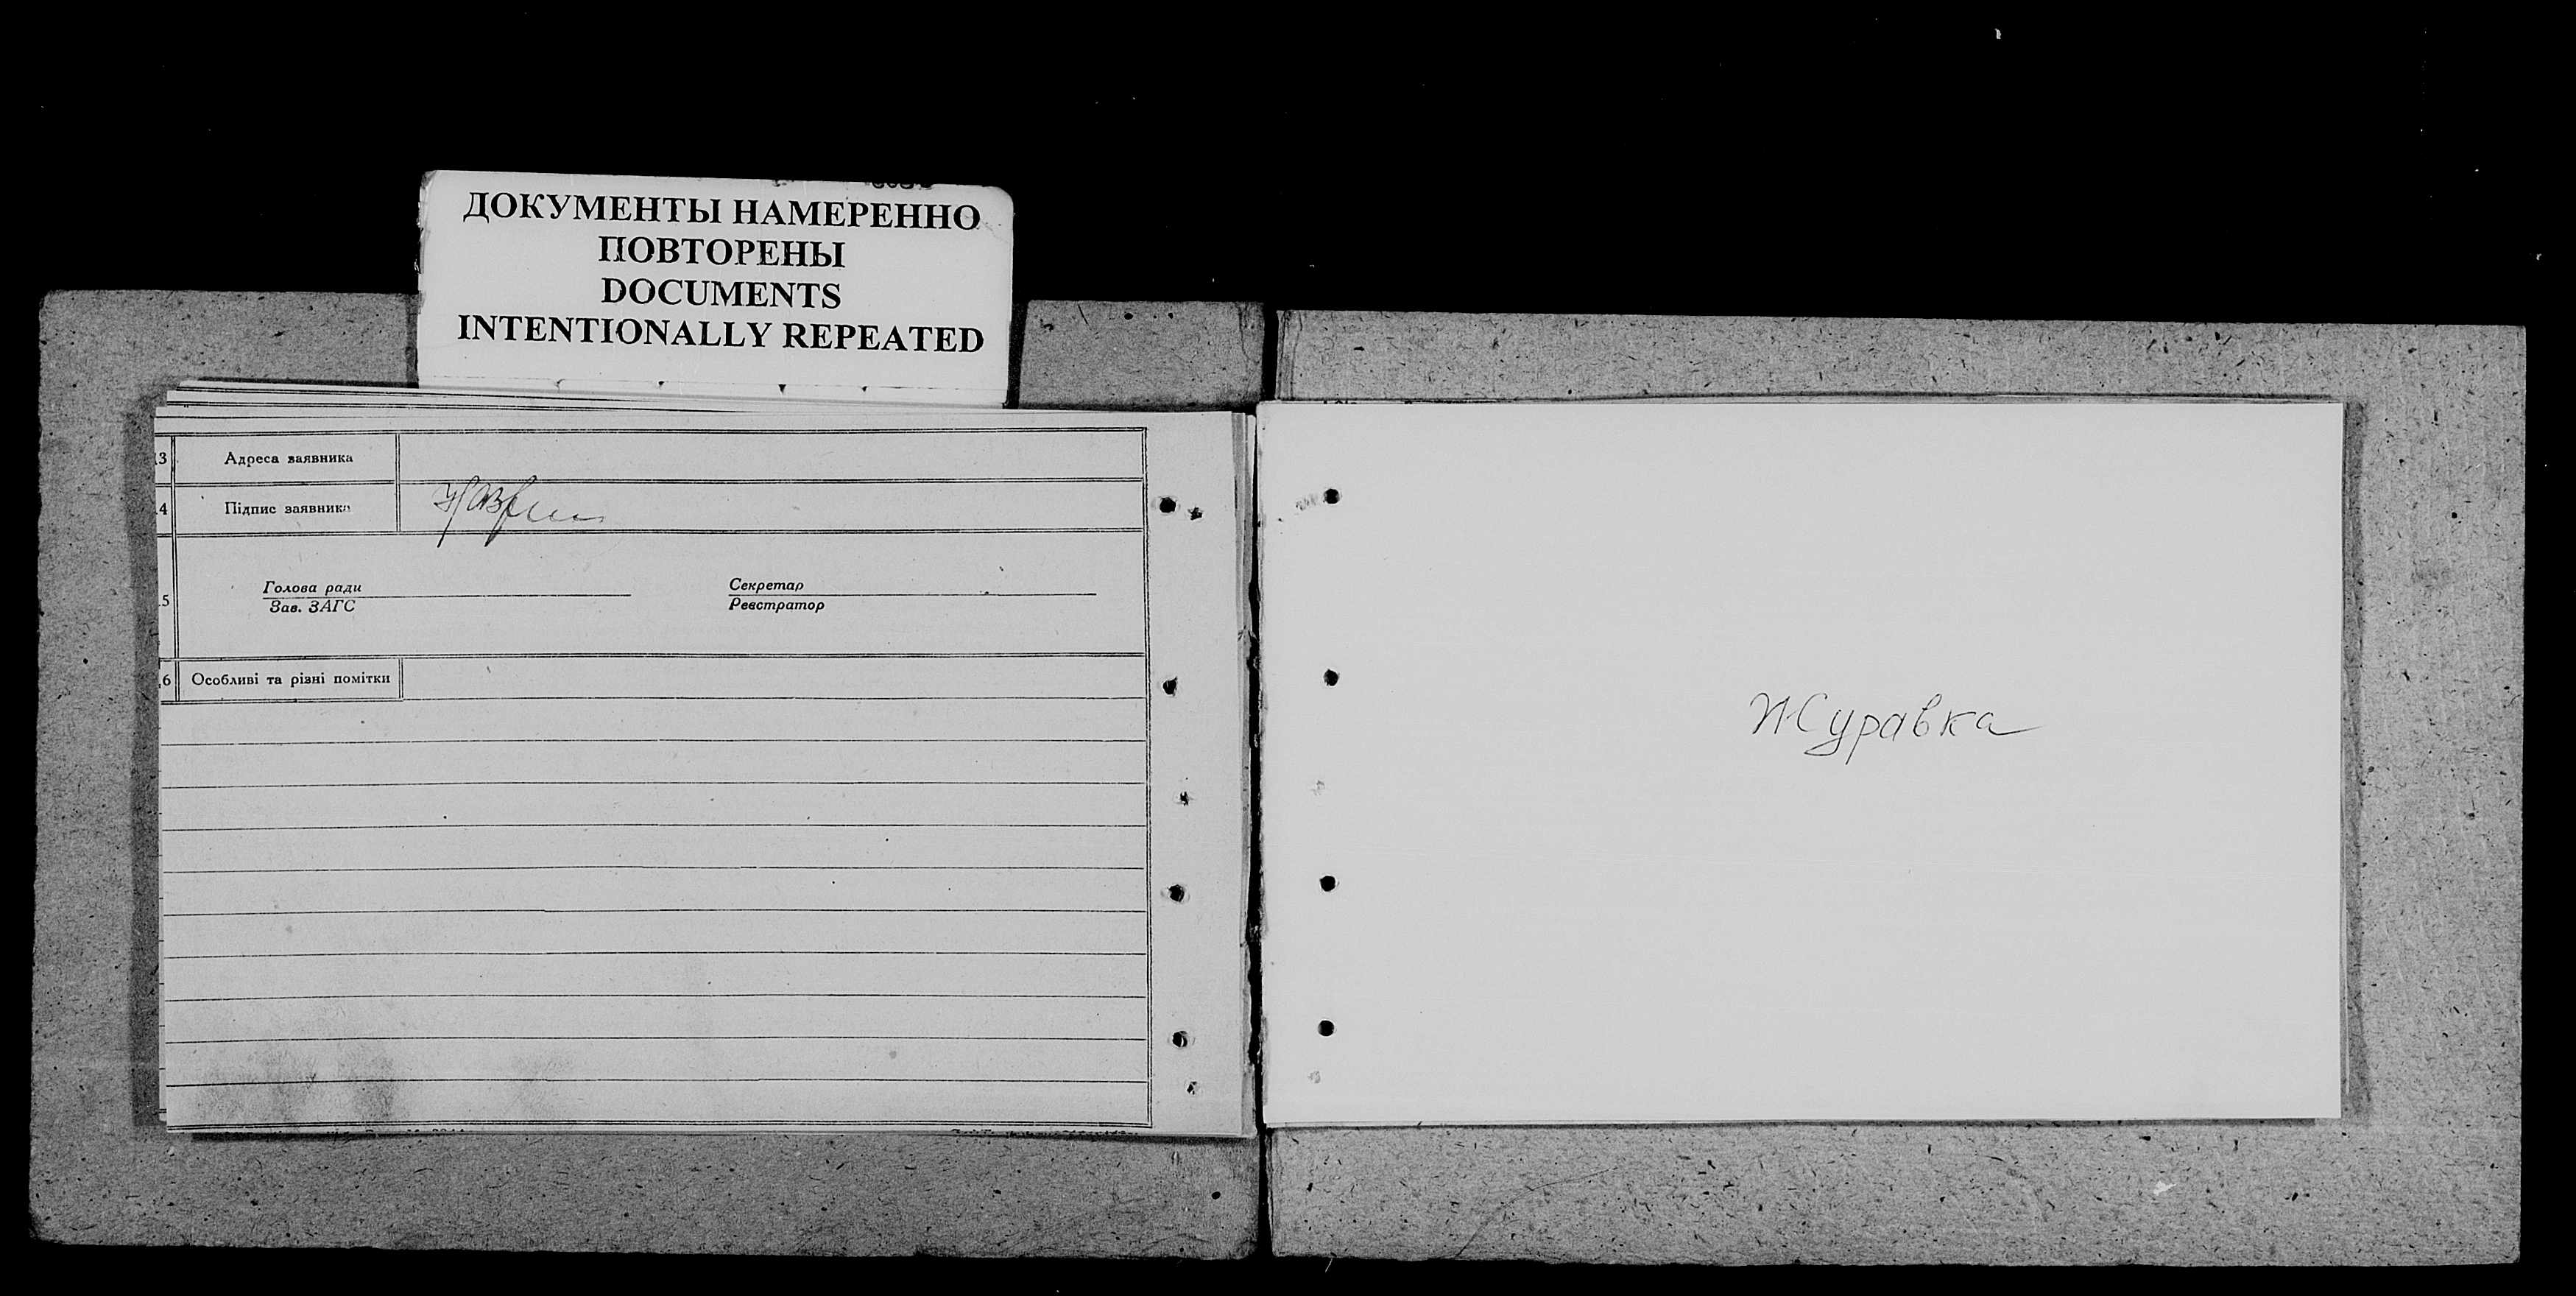 ДОКУМЕНТЫ НАМЕРЕННО
ПОВТОРЕНЫ
DOCUMENTS
INTENTIONALLY REPEATED
13 Адреса заявника
14 Підпис заявника
Голова ради
Зав. ЗАГС
Секретар
Реєстратор
15
16 Особливі та різні помітки
Журавка